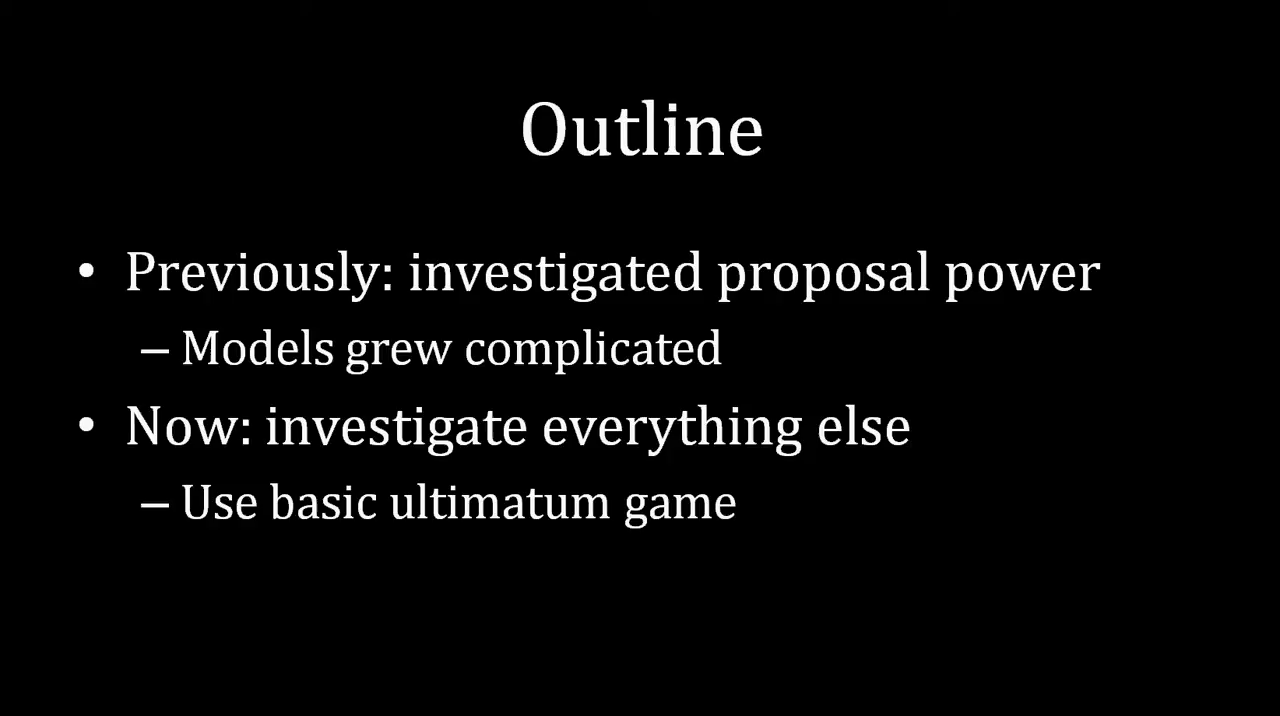 Outline
• Previously: investigated proposal power
– Models grew complicated
• Now: investigate everything else
– Use basic ultimatum game